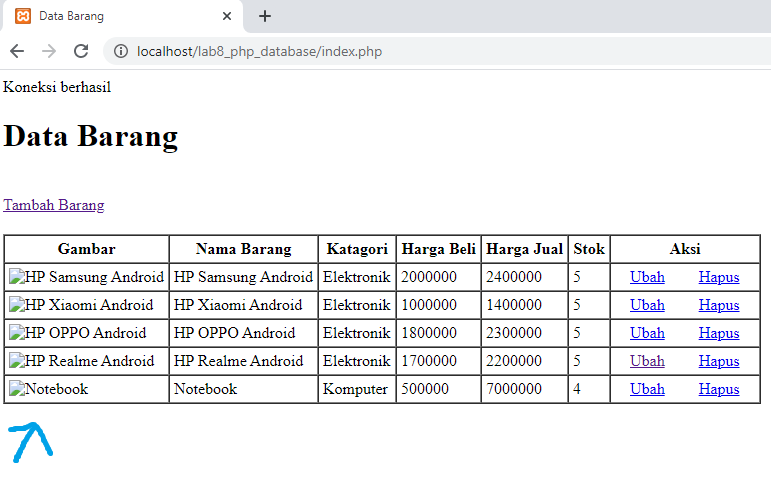 Data Barang
localhost/lab8_php_database/index.php
Koneksi berhasil
Data Barang
Tambah Barang
Gambar Nama Barang Katagori Harga Beli Harga Jual Stok Aksi
HP Samsung Android HP Samsung Android Elektronik 2000000 2400000 5 Ubah Hapus
HP Xiaomi Android HP Xiaomi Android Elektronik 1000000 1400000 5 Ubah Hapus
HP OPPO Android HP OPPO Android Elektronik 1800000 2300000 5 Ubah Hapus
HP Realme Android HP Realme Android Elektronik 1700000 2200000 5 Ubah Hapus
Notebook Notebook Komputer 500000 7000000 4 Ubah Hapus